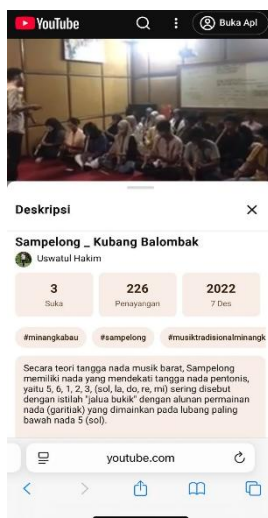 YouTube
Buka Apl
Deskripsi
Sampelong _ Kubang Balombak
Uswatul Hakim
3 226 2022
Suka Penayangan 7 Des
#minangkabau #sampelong #musiktradisionalminangk
Secara teori tangga nada musik barat, Sampelong
memiliki nada yang mendekati tangga nada pentonis,
yaitu 5, 6, 1, 2, 3, (sol, la, do, re, mi) sering disebut
dengan istilah "jalua bukik" dengan alunan permainan
nada (garitiak) yang dimainkan pada lubang paling
bawah nada 5 (sol).
youtube.com